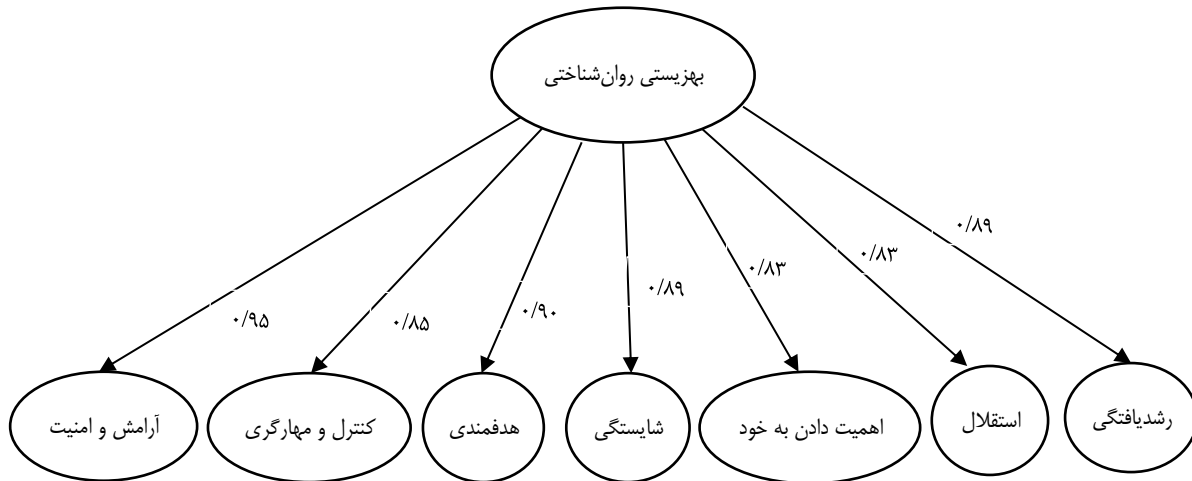 بهزیستی روان‌شناختی
۰/۸۹
۰/۸۳
۰/۸۳
۰/۸۹
۰/۹۰
۰/۸۵
۰/۹۵
رشدیافتگی
استقلال
اهمیت دادن به خود
شایستگی
هدفمندی
کنترل و مهارگری
آرامش و امنیت